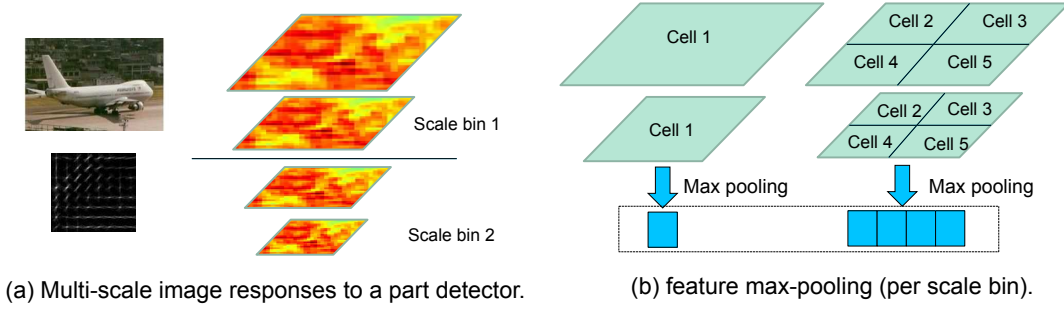 Scale bin 1
Scale bin 2
(a) Multi-scale image responses to a part detector.
Cell 1
Cell 2
Cell 3
Cell 4
Cell 5
Cell 1
Cell 2
Cell 3
Cell 4
Cell 5
Max pooling
Max pooling
(b) feature max-pooling (per scale bin).